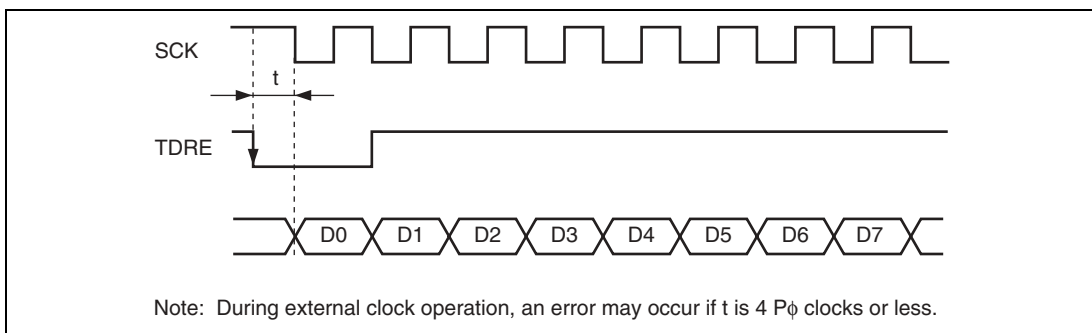 SCK
t
TDRE
D0 D1 D2 D3 D4 D5 D6 D7
Note: During external clock operation, an error may occur if t is 4 Pφ clocks or less.